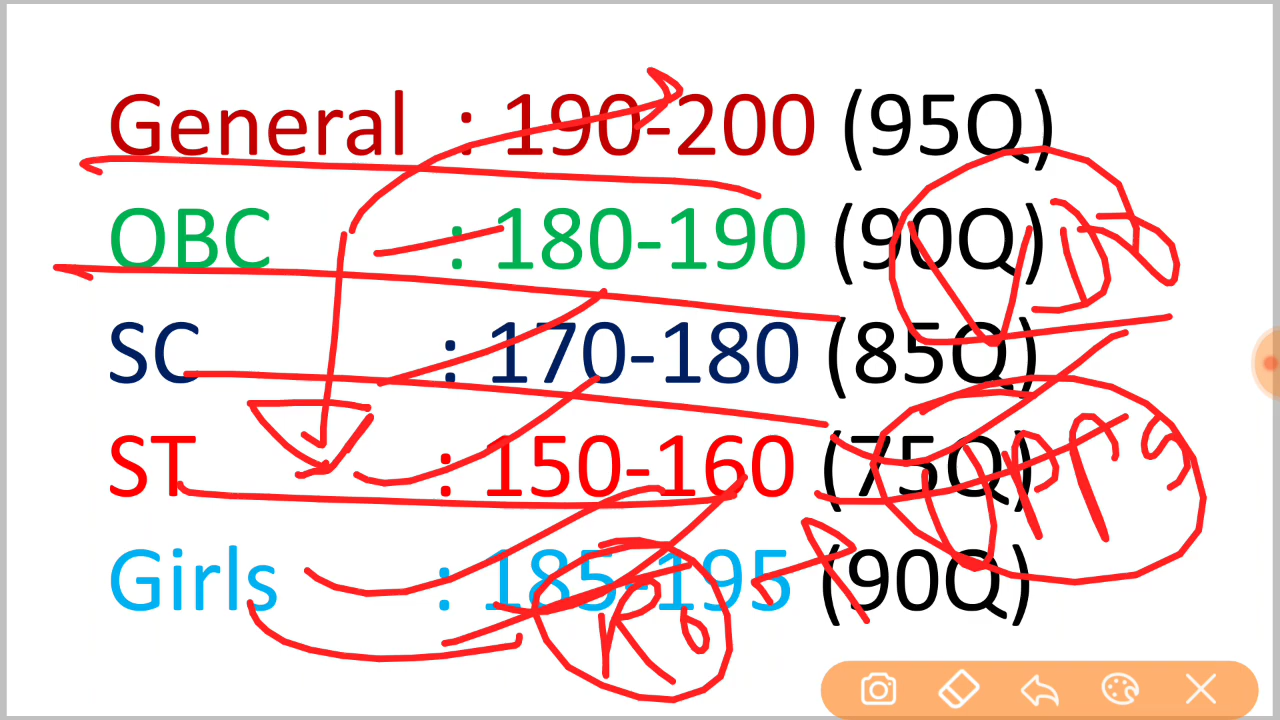 General : 190-200 (95Q)
OBC : 180-190 (90Q)
SC : 170-180 (85Q)
ST : 150-160 (75Q)
Girls : 185-195 (90Q)